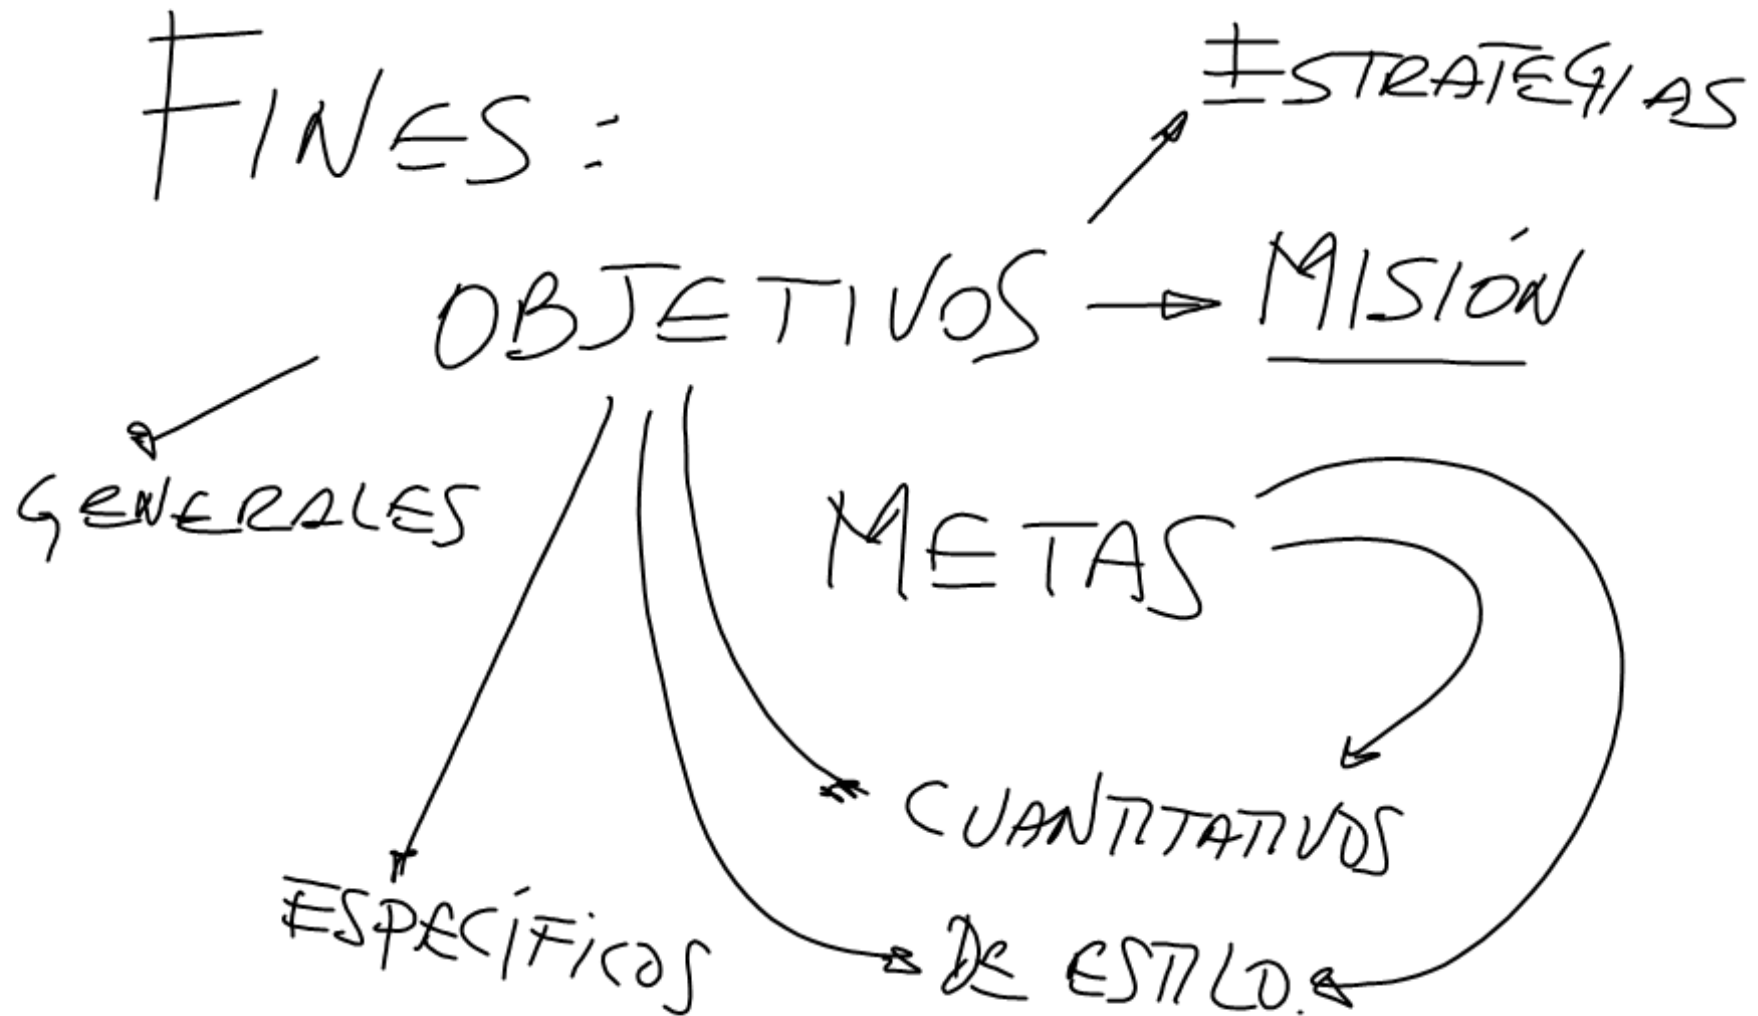 FINES:
ESTRATEGIAS
OBJETIVOS
MISIÓN
GENERALES
METAS
CUANTITATIVOS
ESPECÍFICOS
DE ESTILO.